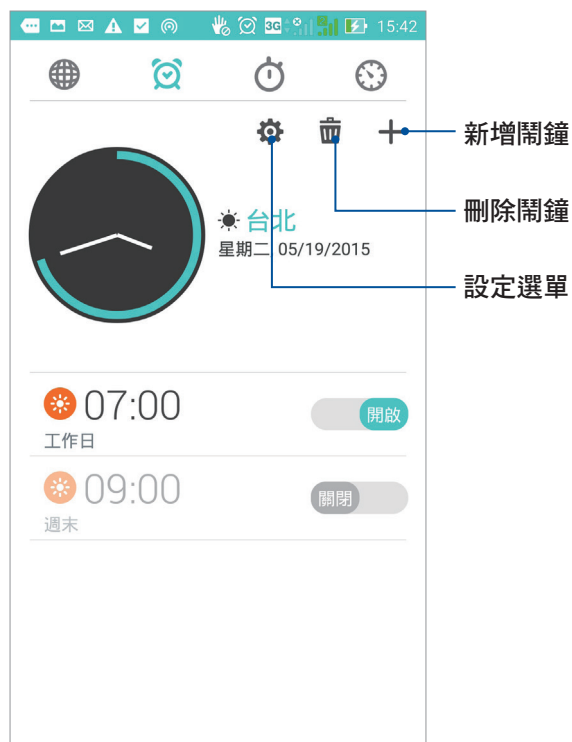 3G 15:42
新增鬧鐘
刪除鬧鐘
台北
星期二 05/19/2015
設定選單
07:00
開啟
工作日
09:00
關閉
週末